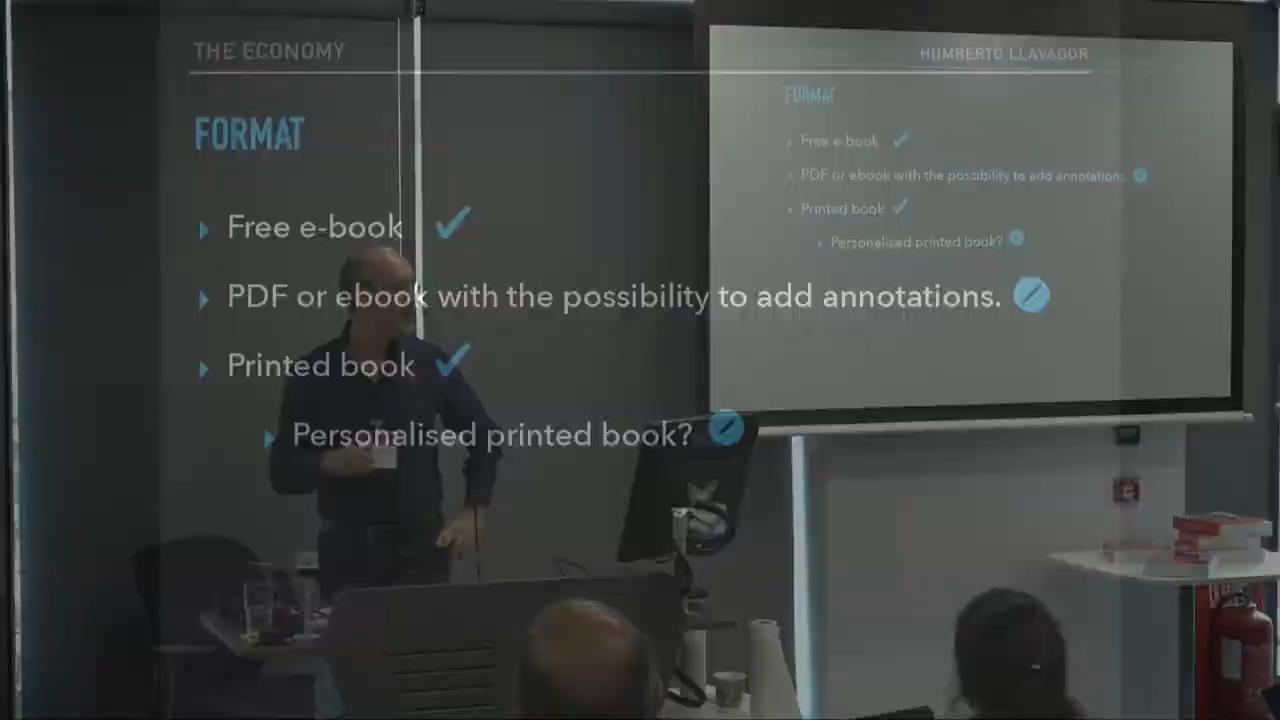 THE ECONOMY
HUMBERTO LLAVADOR
FORMAT
Free e-book
PDF or ebook with the possibility to add annotations.
Printed book
Personalised printed book?
FORMAT
Free e-book
PDF or ebook with the possibility to add annotations.
Printed book
Personalised printed book?